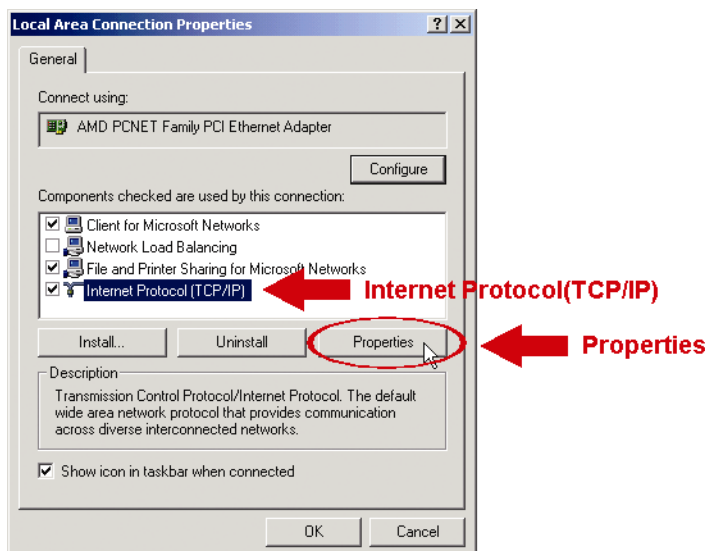 Local Area Connection Properties
General
Connect using:
AMD PCNET Family PCI Ethernet Adapter
Configure
Components checked are used by this connection:
Client for Microsoft Networks
Network Load Balancing
File and Printer Sharing for Microsoft Networks
Internet Protocol (TCP/IP)
Internet Protocol(TCP/IP)
Install...
Uninstall
Properties
Properties
Description
Transmission Control Protocol/Internet Protocol. The default
wide area network protocol that provides communication
across diverse interconnected networks.
Show icon in taskbar when connected
OK
Cancel